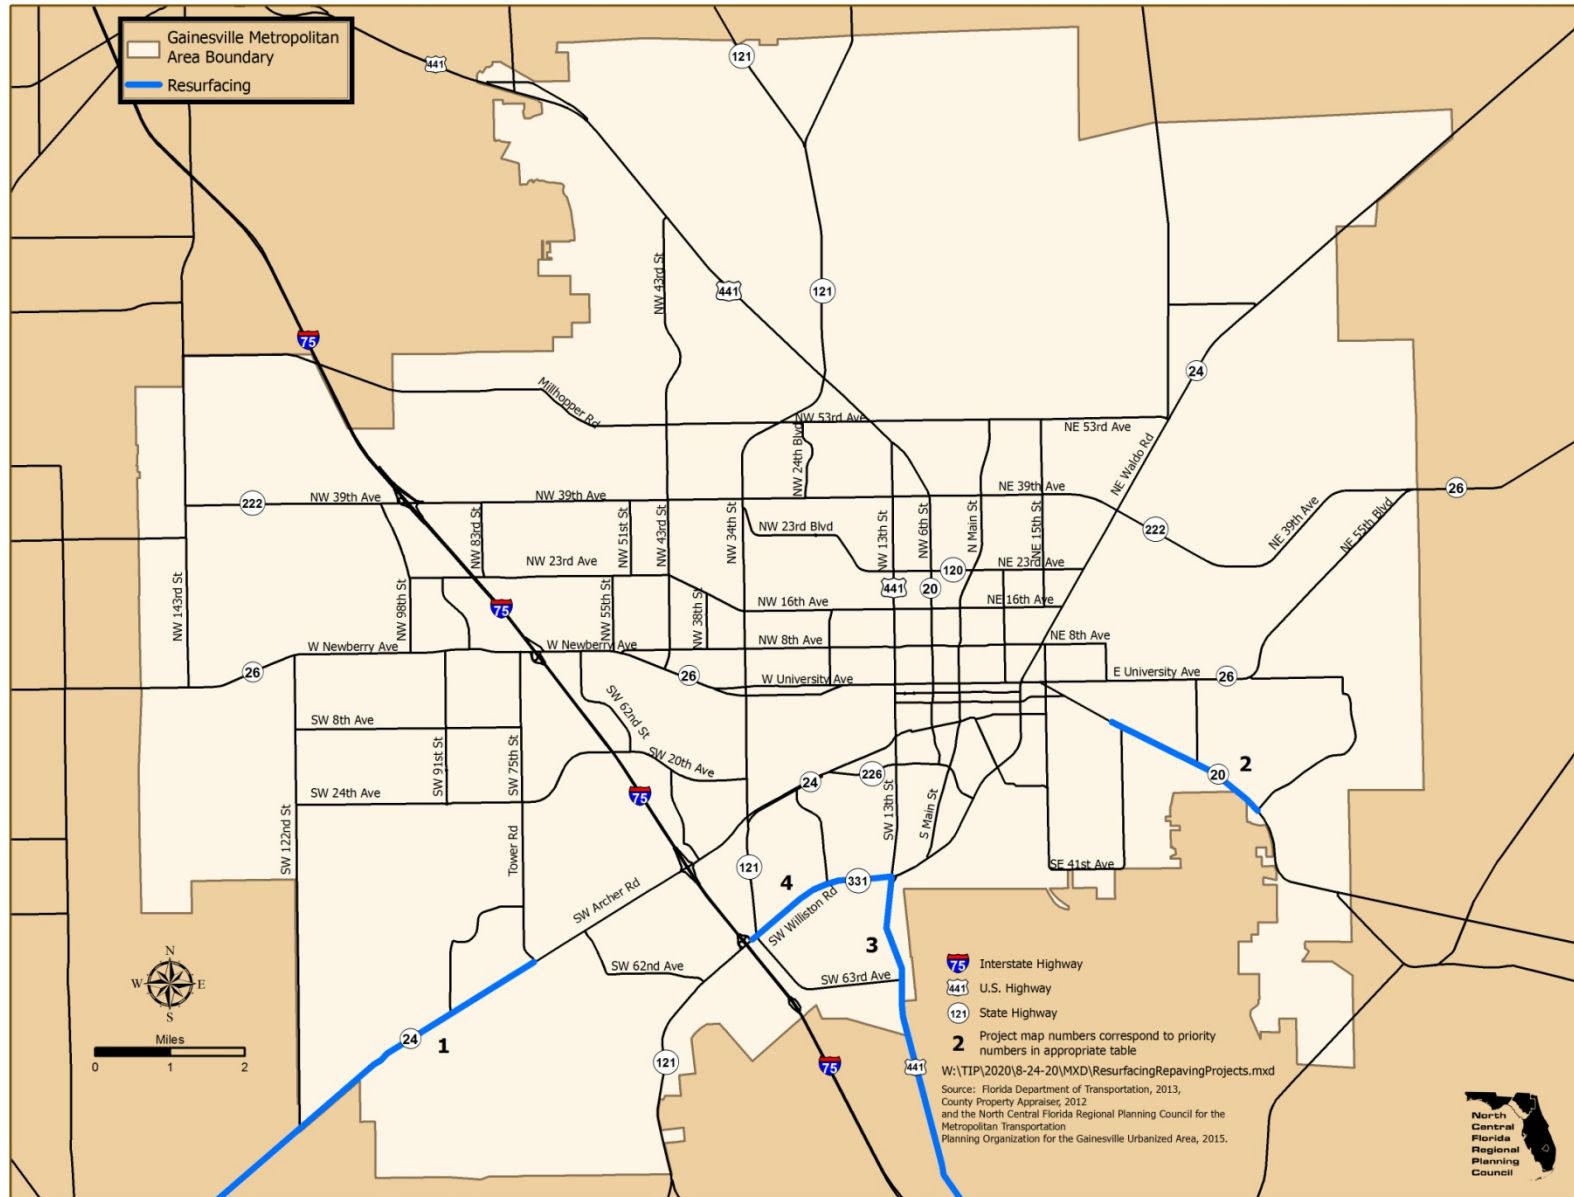 Gainesville Metropolitan
Area Boundary
Resurfacing
441
121
NW 43rd St
441
121
75
24
Millhopper Rd
NW 53rd Ave
NE 53rd Ave
NW 24th Blvd
NE Waldo Rd
222
NW 39th Ave
NW 39th Ave
NE 39th Ave
26
NW 83rd St
NW 51st St
NW 43rd St
NW 34th St
NW 23rd Blvd
NW 13th St
NW 6th St
N Main St
NE 15th St
222
NE 39th Ave
NE 55th Blvd
NW 23rd Ave
120
NE 23rd Ave
NW 143rd St
NW 98th St
75
NW 55th St
NW 38th St
441
20
NW 16th Ave
NE 16th Ave
W Newberry Ave
W Newberry Ave
NW 8th Ave
NE 8th Ave
26
26
W University Ave
E University Ave
26
SW 62nd St
SW 8th Ave
SW 91st St
SW 75th St
SW 20th Ave
24
226
20
2
SW 24th Ave
75
SW 13th St
S Main St
SW 122nd St
Tower Rd
121
SE 41st Ave
4
331
SW Archer Rd
SW Williston Rd
3
SW 62nd Ave
SW 63rd Ave
N
W
E
S
24
1
121
75
441
Miles
0
1
2
75
Interstate Highway
441
U.S. Highway
121
State Highway
2
Project map numbers correspond to priority
numbers in appropriate table
W:\TIP\2020\8-24-20\MXD\ResurfacingRepavingProjects.mxd
Source: Florida Department of Transportation, 2013,
County Property Appraiser, 2012
and the North Central Florida Regional Planning Council for the
Metropolitan Transportation
Planning Organization for the Gainesville Urbanized Area, 2015.
North
Central
Florida
Regional
Planning
Council